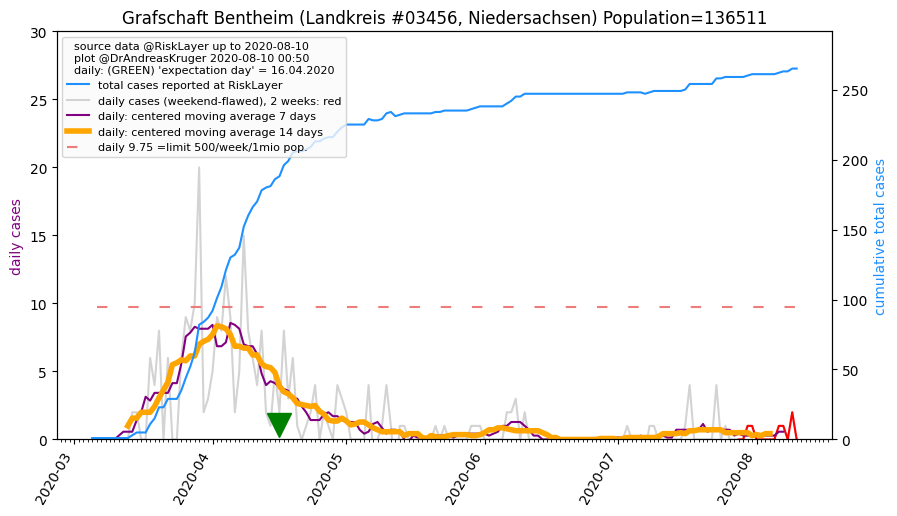 Grafschaft Bentheim (Landkreis #03456, Niedersachsen) Population=136511
source data @RiskLayer up to 2020-08-10
plot @DrAndreasKruger 2020-08-10 00:50
daily: (GREEN) 'expectation day' = 16.04.2020
total cases reported at RiskLayer
daily cases (weekend-flawed), 2 weeks: red
daily: centered moving average 7 days
daily: centered moving average 14 days
daily 9.75 =limit 500/week/1mio pop.
daily cases
30
25
20
15
10
5
0
cumulative total cases
250
200
150
100
50
0
2020-03
2020-04
2020-05
2020-06
2020-07
2020-08